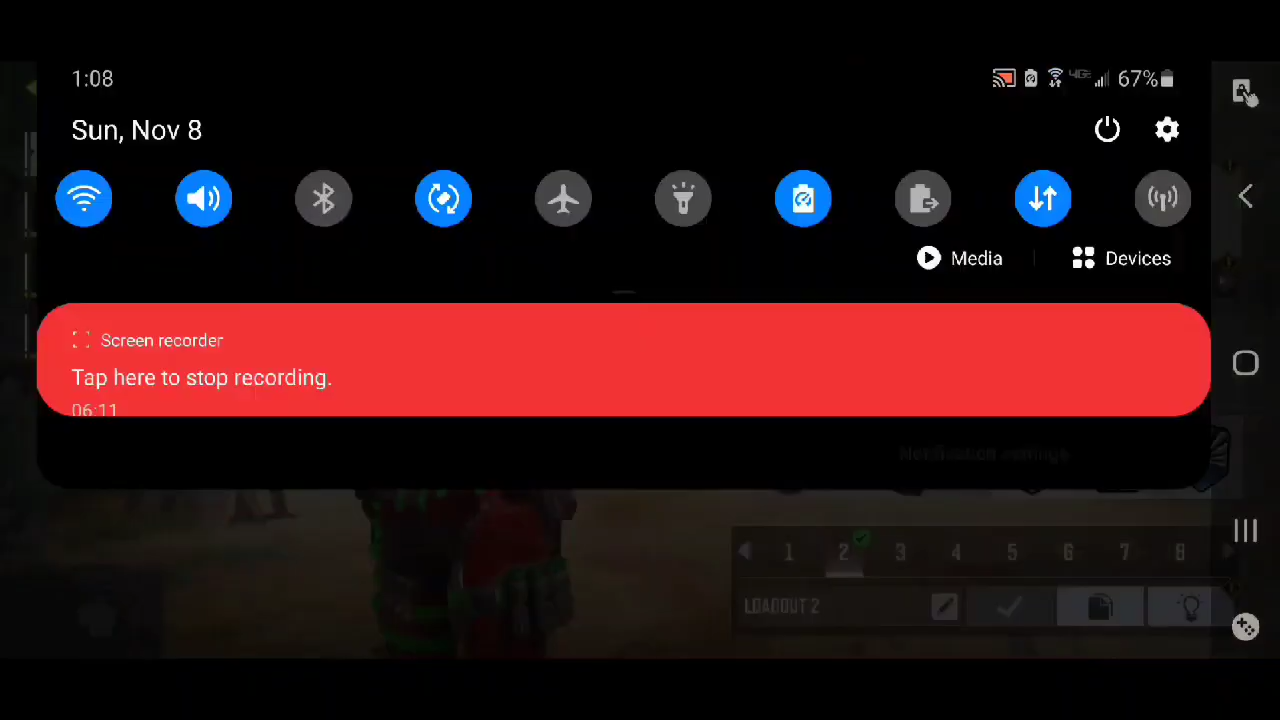 1:08
4GE 67%
Sun, Nov 8
Media
Devices
Screen recorder
Tap here to stop recording.
06:11
Notification settings
1 2 3 4 5 6 7 8
LOADOUT 2